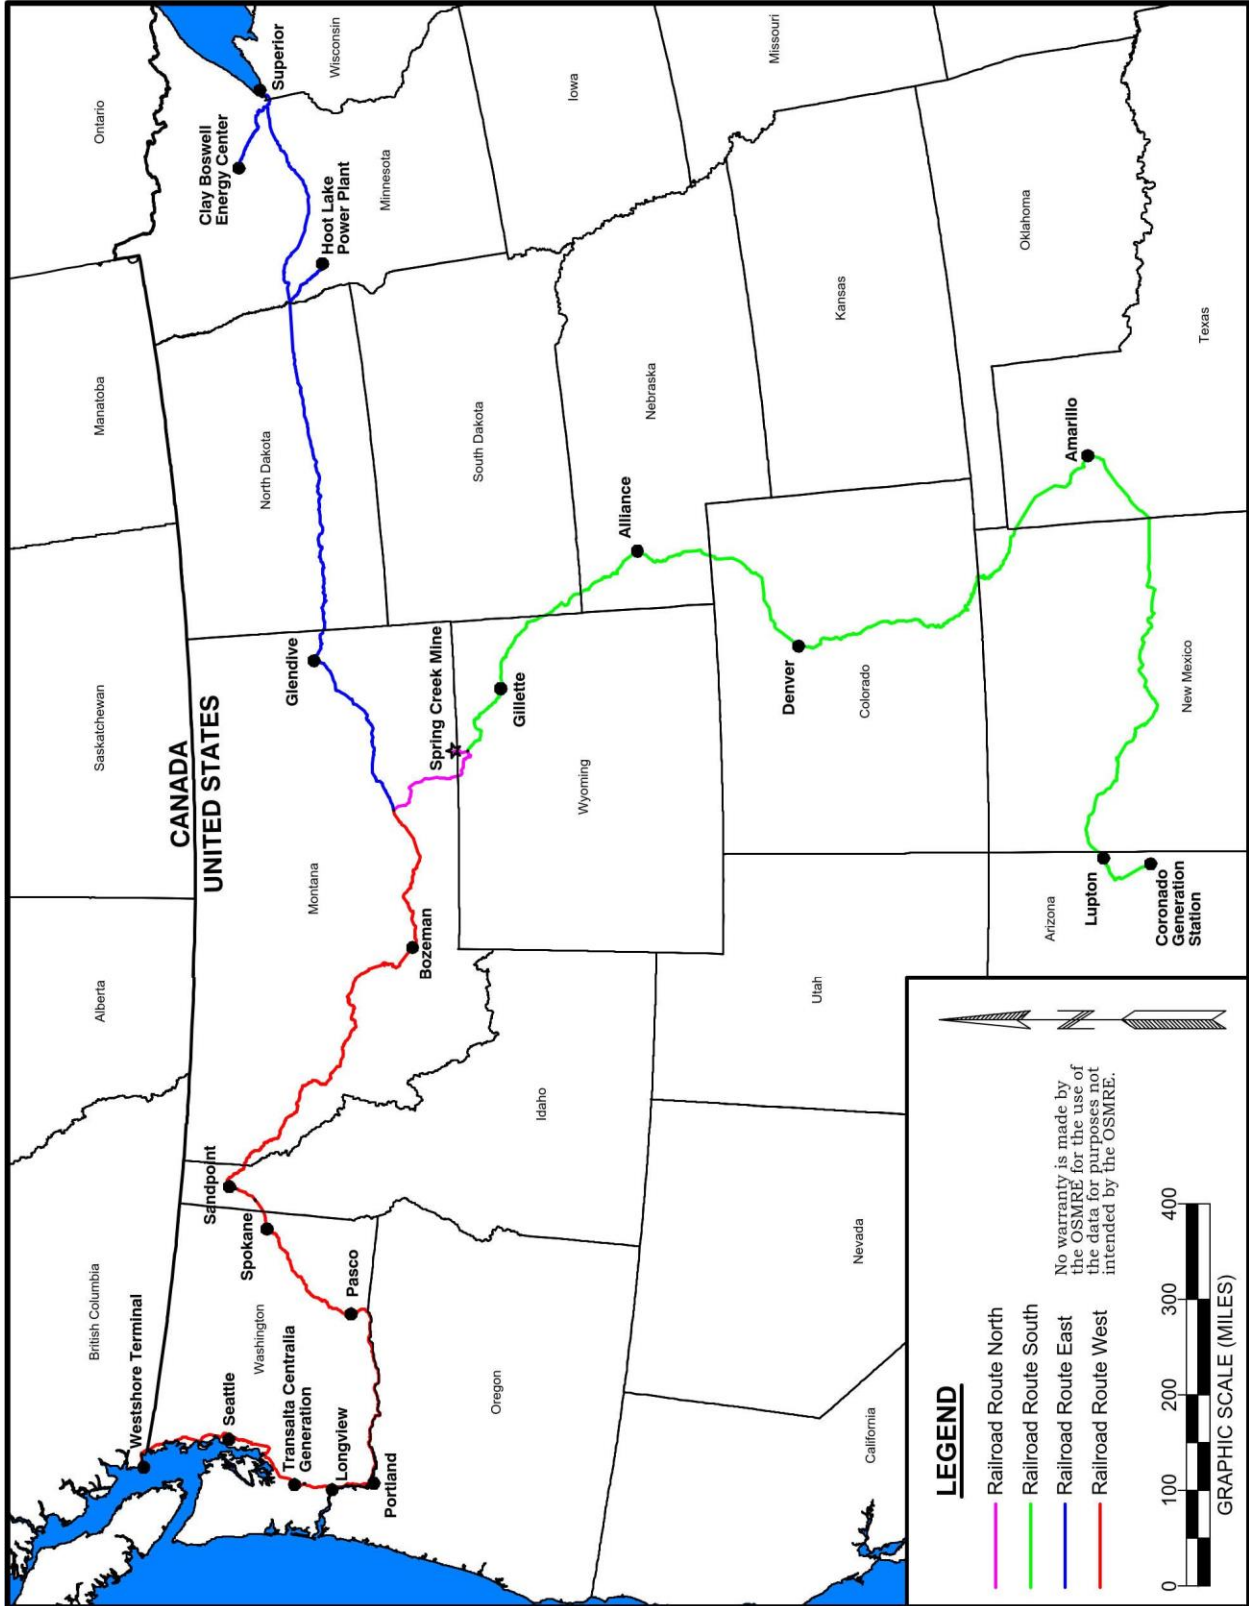 CANADA
UNITED STATES
British Columbia
Alberta
Saskatchewan
Manatoba
Ontario
Westshore Terminal
Seattle
Washington
Transalta Centralia
Generation
Longview
Portland
Pasco
Spokane
Sandpoint
Oregon
Idaho
Montana
Bozeman
Glendive
Spring Creek Mine
Gillette
Wyoming
North Dakota
South Dakota
Clay Boswell
Energy Center
Superior
Hoot Lake
Power Plant
Minnesota
Wisconsin
Iowa
Missouri
Nebraska
Alliance
Kansas
Denver
Colorado
Utah
Nevada
California
Arizona
Lupton
Coronado
Generation
Station
New Mexico
Amarillo
Oklahoma
Texas
LEGEND
Railroad Route North
Railroad Route South
Railroad Route East
Railroad Route West
No warranty is made by
the OSMRE for the use of
the data for purposes not
intended by the OSMRE.
N
0 100 200 300 400
GRAPHIC SCALE (MILES)